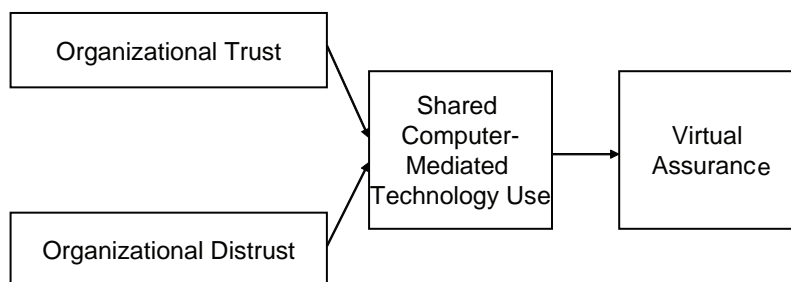 Organizational Trust
Shared
Computer-
Mediated
Technology Use
Virtual
Assurance
Organizational Distrust